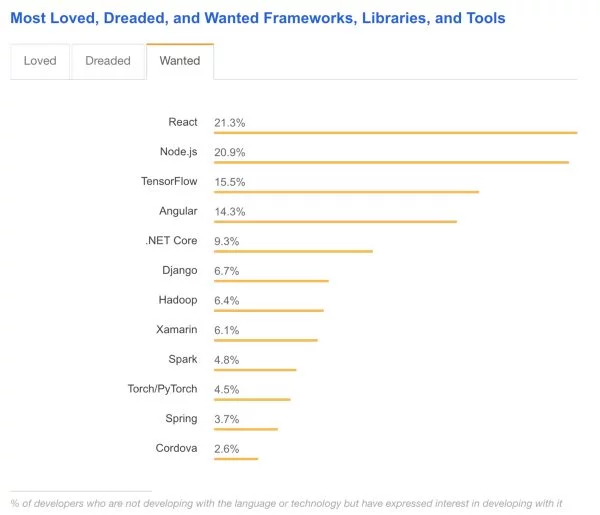 Most Loved, Dreaded, and Wanted Frameworks, Libraries, and Tools
Loved Dreaded Wanted
React 21.3%
Node.js 20.9%
TensorFlow 15.5%
Angular 14.3%
.NET Core 9.3%
Django 6.7%
Hadoop 6.4%
Xamarin 6.1%
Spark 4.8%
Torch/PyTorch 4.5%
Spring 3.7%
Cordova 2.6%
% of developers who are not developing with the language or technology but have expressed interest in developing with it